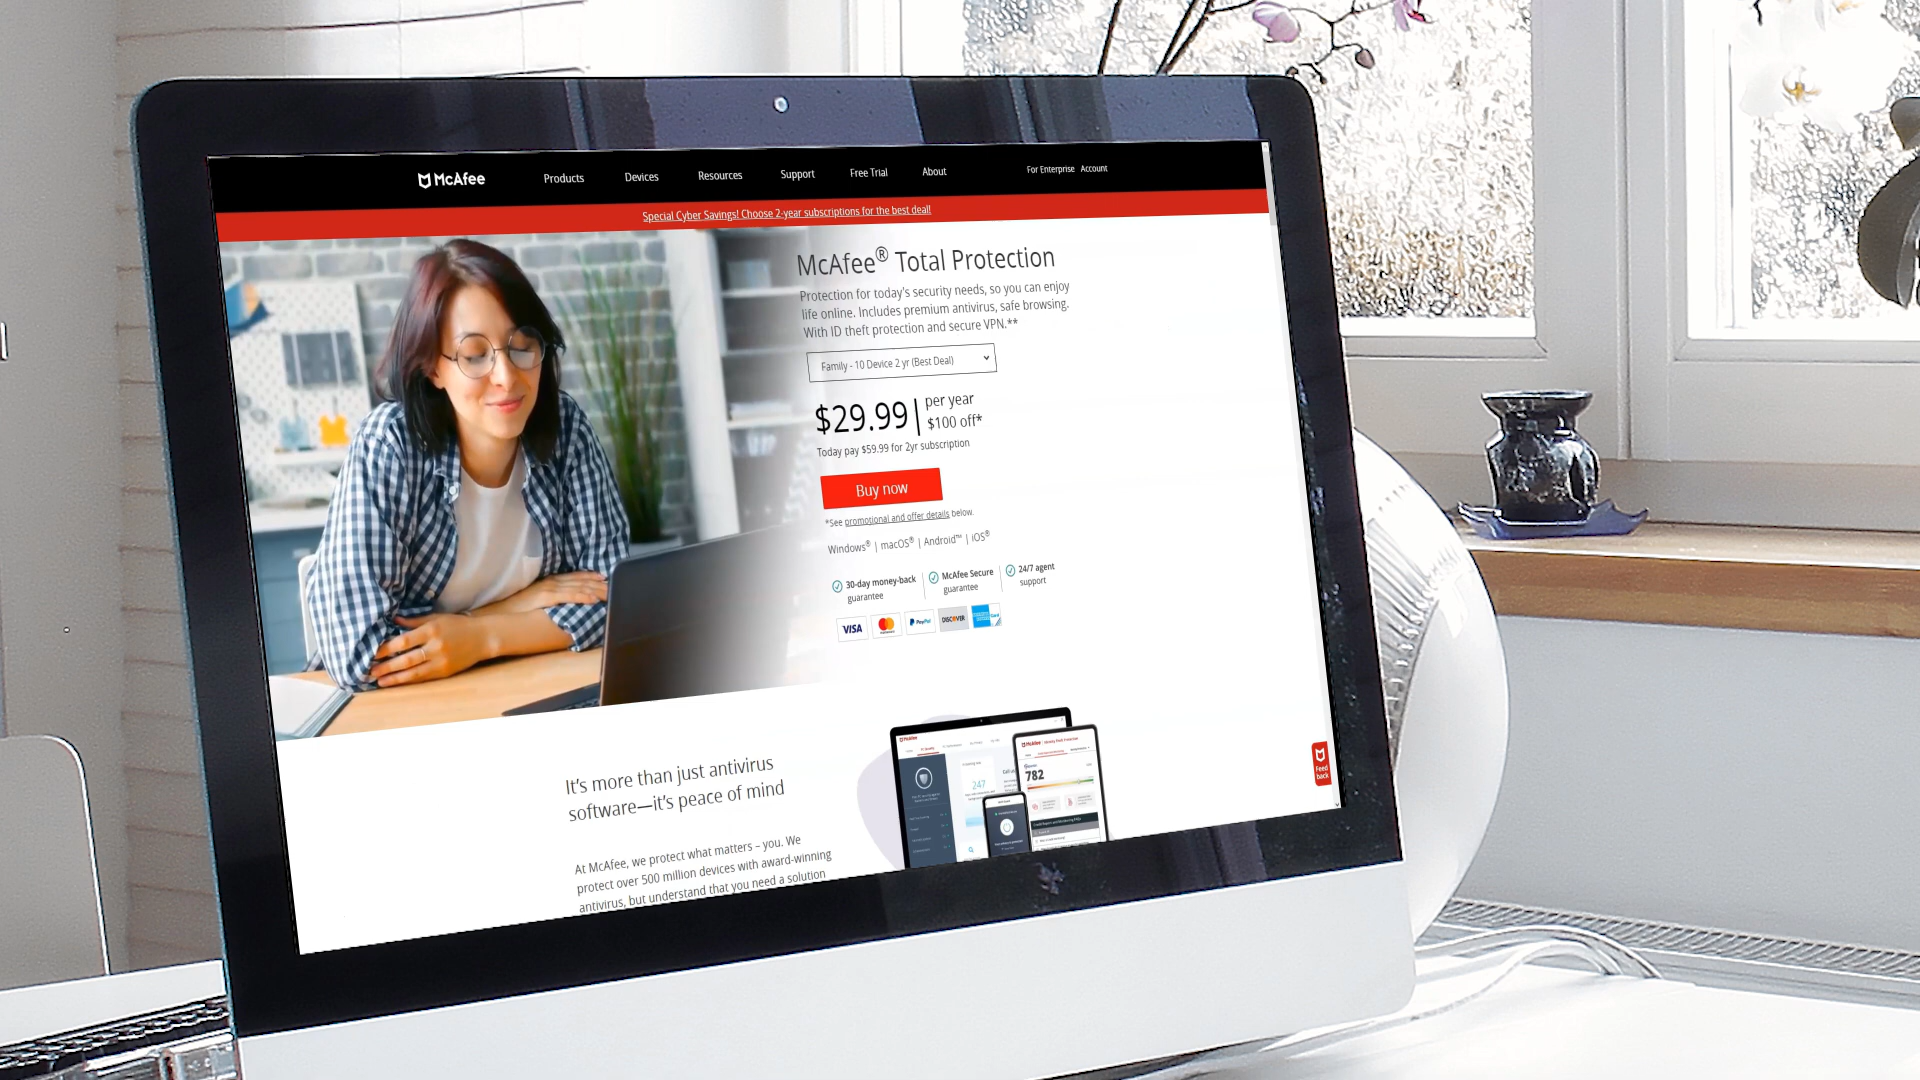 McAfee
Products
Devices
Resources
Support
Free Trial
About
For Enterprise
Account
Special Cyber Savings! Choose 2-year subscriptions for the best deal!
McAfee® Total Protection
Protection for today's security needs, so you can enjoy
life online. Includes premium antivirus, safe browsing.
With ID theft protection and secure VPN.**
Family - 10 Device 2 yr (Best Deal)
$29.99 |
per year
$100 off*
Today pay $59.99 for 2yr subscription
Buy now
*See promotional and offer details below.
Windows® | macOS® | Android™ | iOS®
30-day money-back
guarantee
McAfee Secure
guarantee
24/7 agent
support
VISA
PayPal
DISCOVER
It's more than just antivirus
software—it's peace of mind
At McAfee, we protect what matters – you. We
protect over 500 million devices with award-winning
antivirus, but understand that you need a solution
McAfee
247
McAfee
782
Feed
back